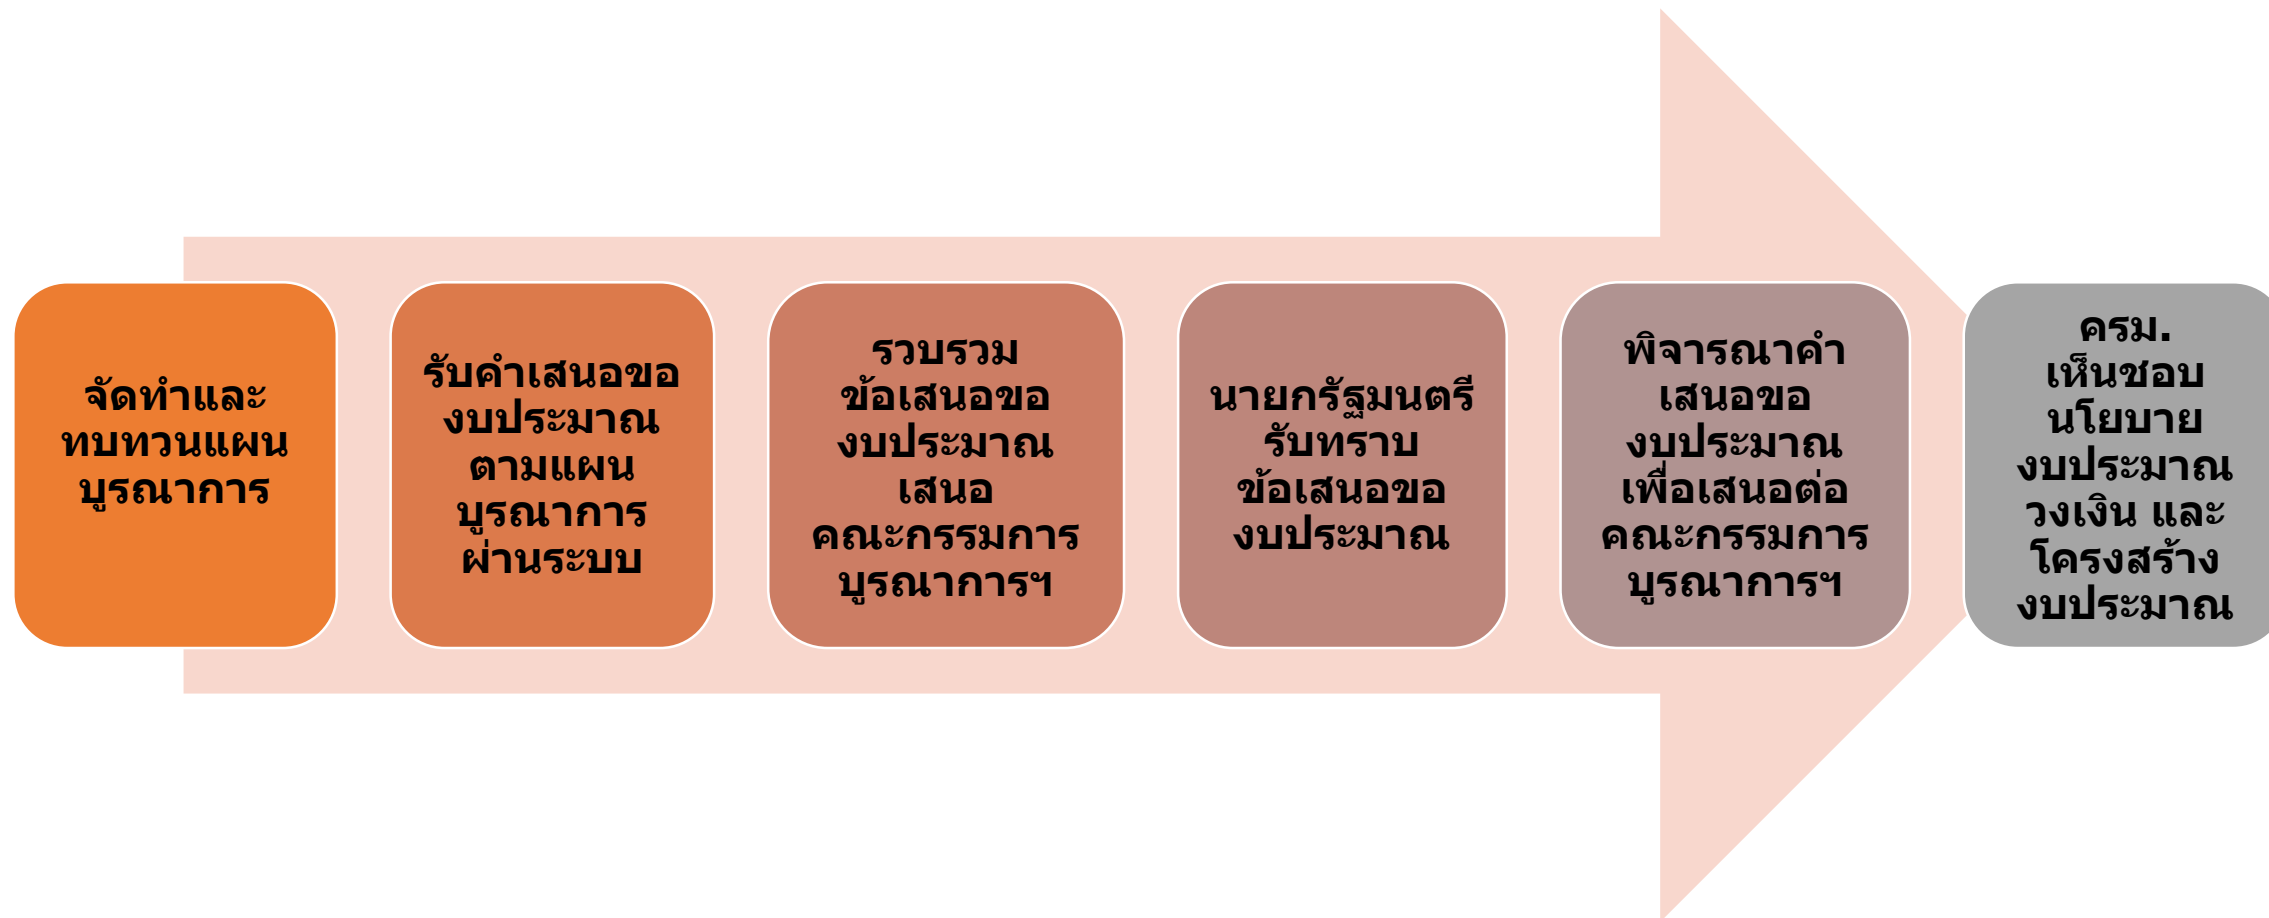 จัดทำและ
ทบทวนแผน
บูรณาการ
รับคำเสนอขอ
งบประมาณ
ตามแผน
บูรณาการ
ผ่านระบบ
รวบรวม
ข้อเสนอขอ
งบประมาณ
เสนอ
คณะกรรมการ
บูรณาการฯ
นายกรัฐมนตรี
รับทราบ
ข้อเสนอขอ
งบประมาณ
พิจารณาคำ
เสนอขอ
งบประมาณ
เพื่อเสนอต่อ
คณะกรรมการ
บูรณาการฯ
ครม.
เห็นชอบ
นโยบาย
งบประมาณ
วงเงิน และ
โครงสร้าง
งบประมาณ